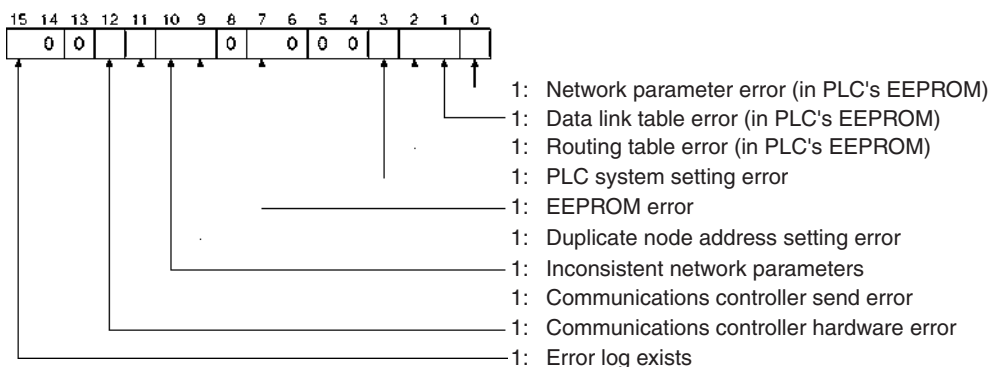 15 14 13 12 11 10 9 8 7 6 5 4 3 2 1 0
0 0 0 0 0 0
1: Network parameter error (in PLC's EEPROM)
1: Data link table error (in PLC's EEPROM)
1: Routing table error (in PLC's EEPROM)
1: PLC system setting error
1: EEPROM error
1: Duplicate node address setting error
1: Inconsistent network parameters
1: Communications controller send error
1: Communications controller hardware error
1: Error log exists